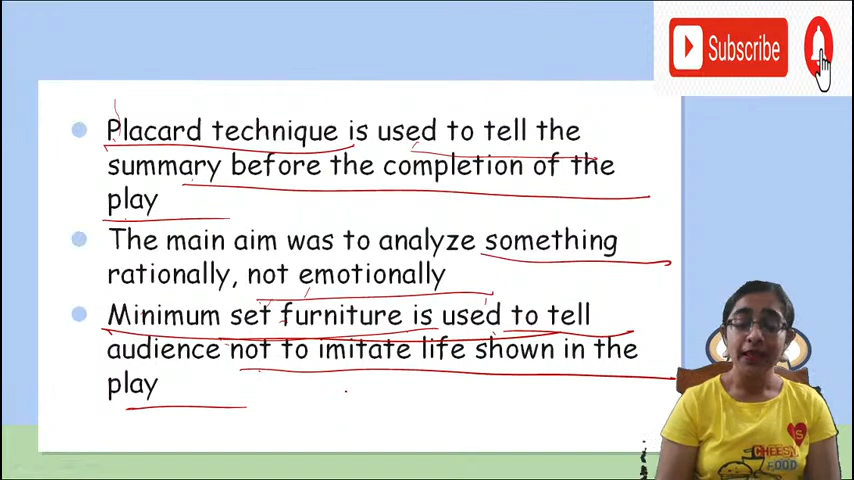 Subscribe
Placard technique is used to tell the
summary before the completion of the
play
The main aim was to analyze something
rationally, not emotionally
Minimum set furniture is used to tell
audience not to imitate life shown in the
play
S
CHEESY
FOOD